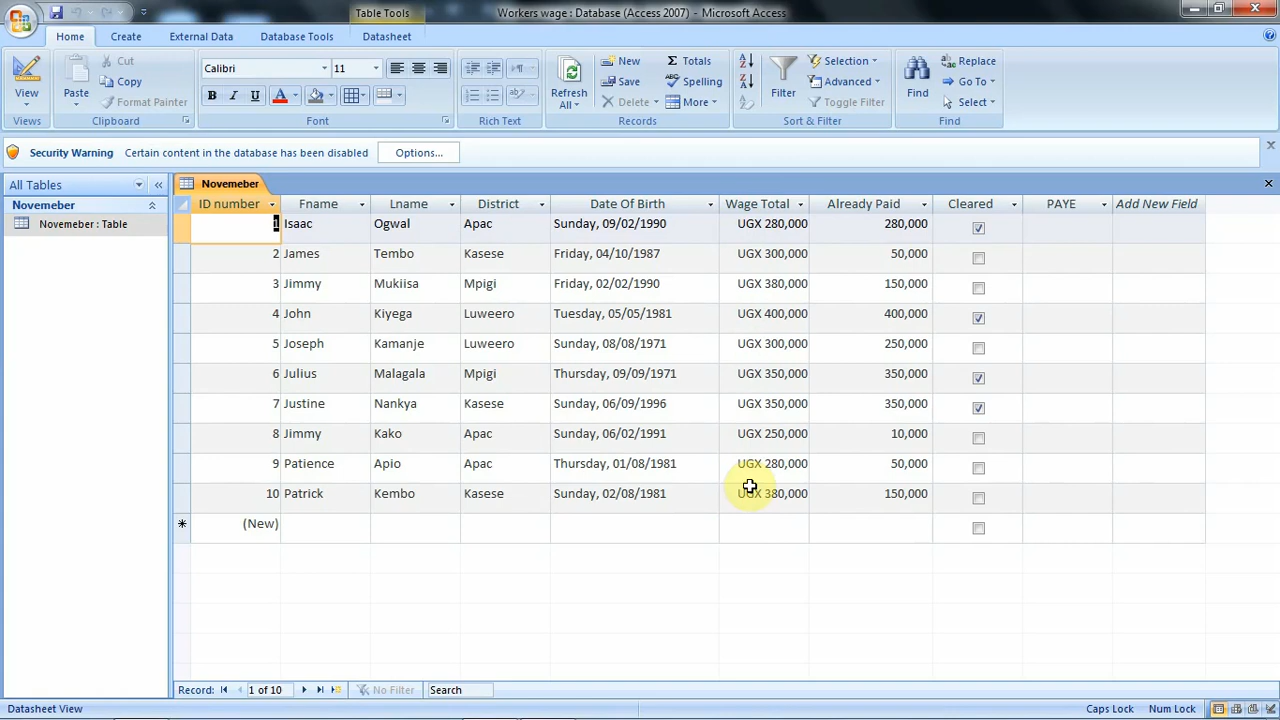 Table Tools
Workers wage : Database (Access 2007) - Microsoft Access
Home
Create
External Data
Database Tools
Datasheet
View
Views
Paste
Cut
Copy
Format Painter
Clipboard
Calibri
11
B I U A
Font
Rich Text
Refresh All
New
Save
Delete
Totals
Spelling
More
Records
Filter
Selection
Advanced
Toggle Filter
Sort & Filter
Find
Replace
Go To
Select
Find
Security Warning Certain content in the database has been disabled Options...
All Tables
Novemeber
Novemeber : Table
Novemeber
ID number Fname Lname District Date Of Birth Wage Total Already Paid Cleared PAYE Add New Field
1 Isaac Ogwal Apac Sunday, 09/02/1990 UGX 280,000 280,000
2 James Tembo Kasese Friday, 04/10/1987 UGX 300,000 50,000
3 Jimmy Mukiisa Mpigi Friday, 02/02/1990 UGX 380,000 150,000
4 John Kiyega Luweero Tuesday, 05/05/1981 UGX 400,000 400,000
5 Joseph Kamanje Luweero Sunday, 08/08/1971 UGX 300,000 250,000
6 Julius Malagala Mpigi Thursday, 09/09/1971 UGX 350,000 350,000
7 Justine Nankya Kasese Sunday, 06/09/1996 UGX 350,000 350,000
8 Jimmy Kako Apac Sunday, 06/02/1991 UGX 250,000 10,000
9 Patience Apio Apac Thursday, 01/08/1981 UGX 280,000 50,000
10 Patrick Kembo Kasese Sunday, 02/08/1981 UGX 380,000 150,000
(New)
Record: 1 of 10 No Filter Search
Datasheet View
Caps Lock
Num Lock